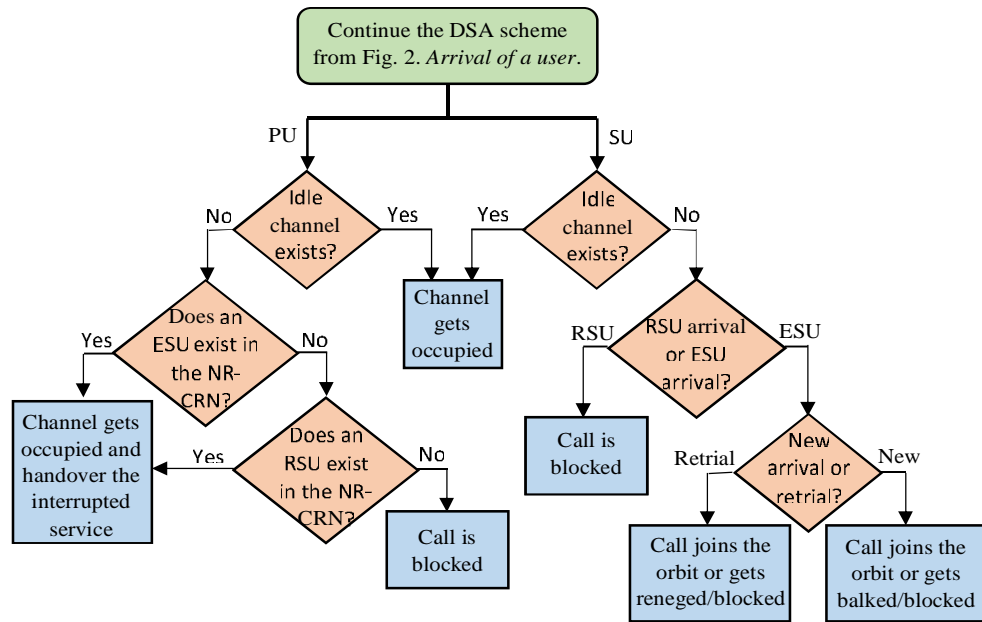 Continue the DSA scheme
from Fig. 2. Arrival of a user.
PU
SU
Idle
channel
exists?
No
Yes
Idle
channel
exists?
Yes
No
Channel
gets
occupied
Does an
ESU exist in
the NR-
CRN?
Yes
No
RSU arrival
or ESU
arrival?
RSU
ESU
Channel gets
occupied and
handover the
interrupted
service
Does an
RSU exist
in the NR-
CRN?
Yes
No
Call is
blocked
Call is
blocked
New
arrival or
retrial?
Retrial
New
Call joins the
orbit or gets
reneged/blocked
Call joins the
orbit or gets
balked/blocked